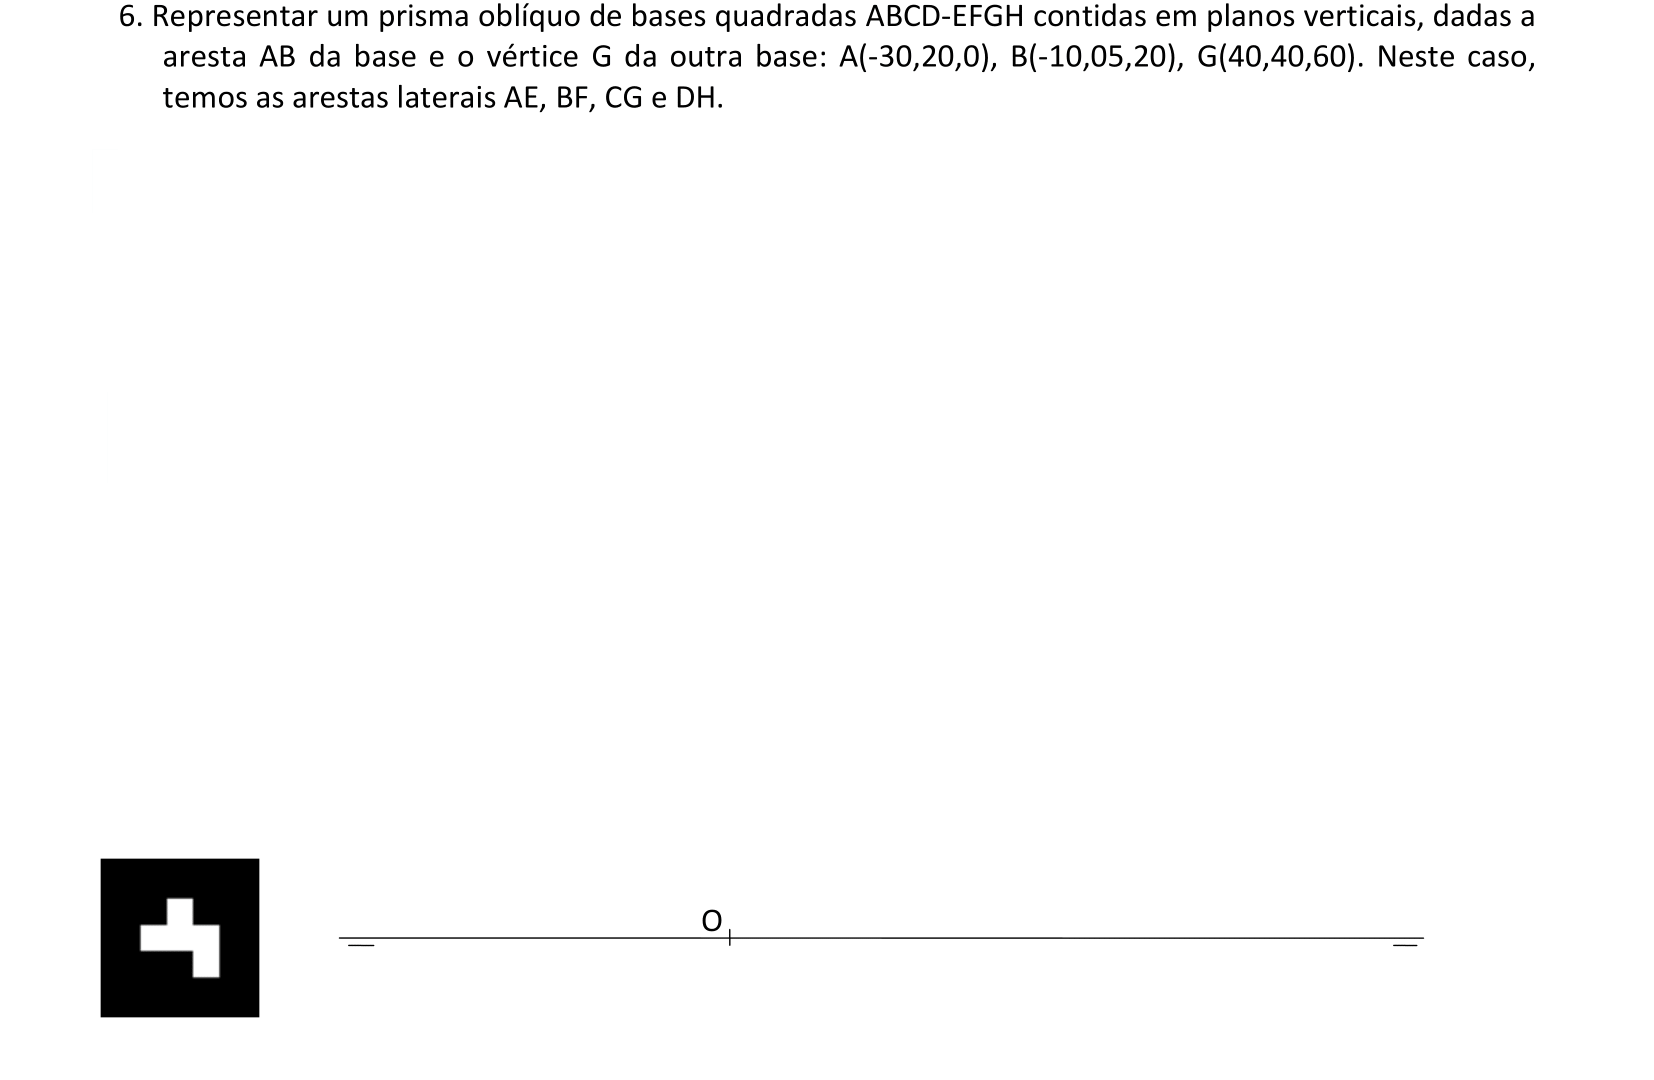 6. Representar um prisma oblíquo de bases quadradas ABCD-EFGH contidas em planos verticais, dadas a
aresta AB da base e o vértice G da outra base: A(-30,20,0), B(-10,05,20), G(40,40,60). Neste caso,
temos as arestas laterais AE, BF, CG e DH.
O